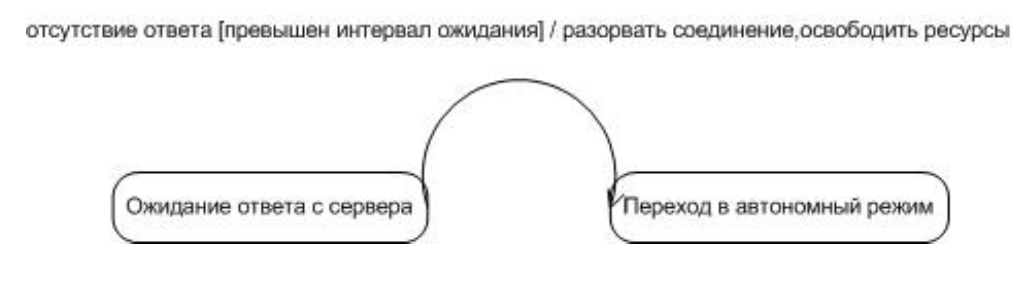 отсутствие ответа [превышен интервал ожидания] / разорвать соединение,освободить ресурсы
Ожидание ответа с сервера
Переход в автономный режим